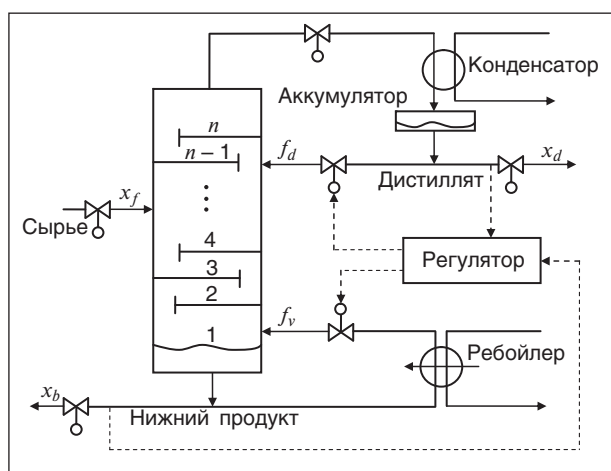 Конденсатор
Аккумулятор
n
n – 1
f_d
x_d
Дистиллят
x_f
Сырье
4
3
2
1
Регулятор
f_v
Ребойлер
x_b
Нижний продукт